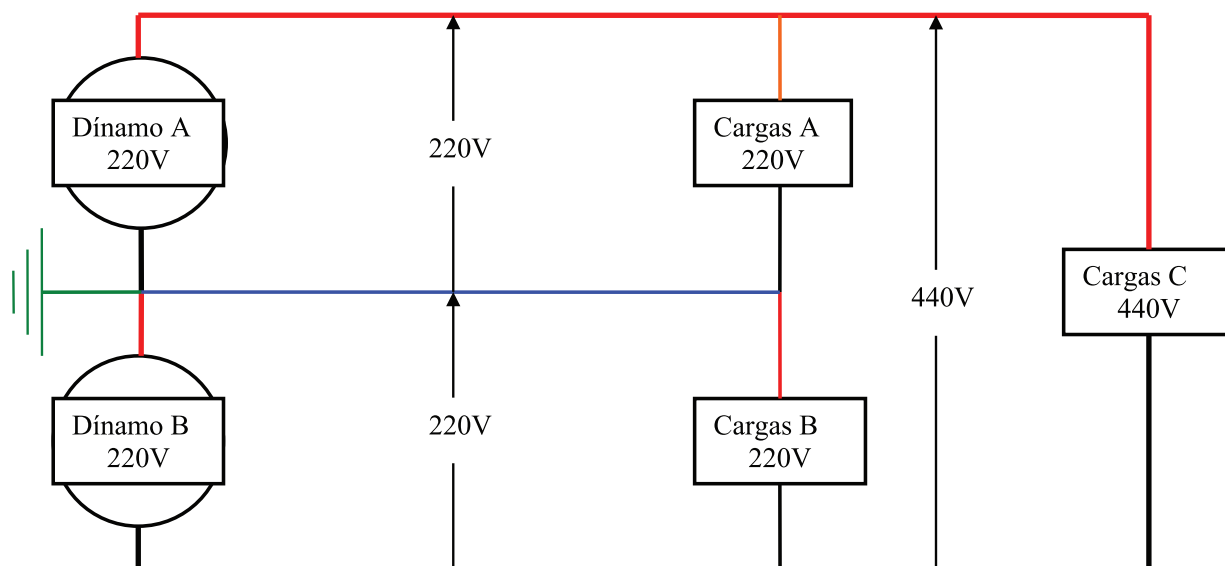 Dínamo A
220V
220V
Cargas A
220V
Cargas C
440V
440V
Dínamo B
220V
220V
Cargas B
220V